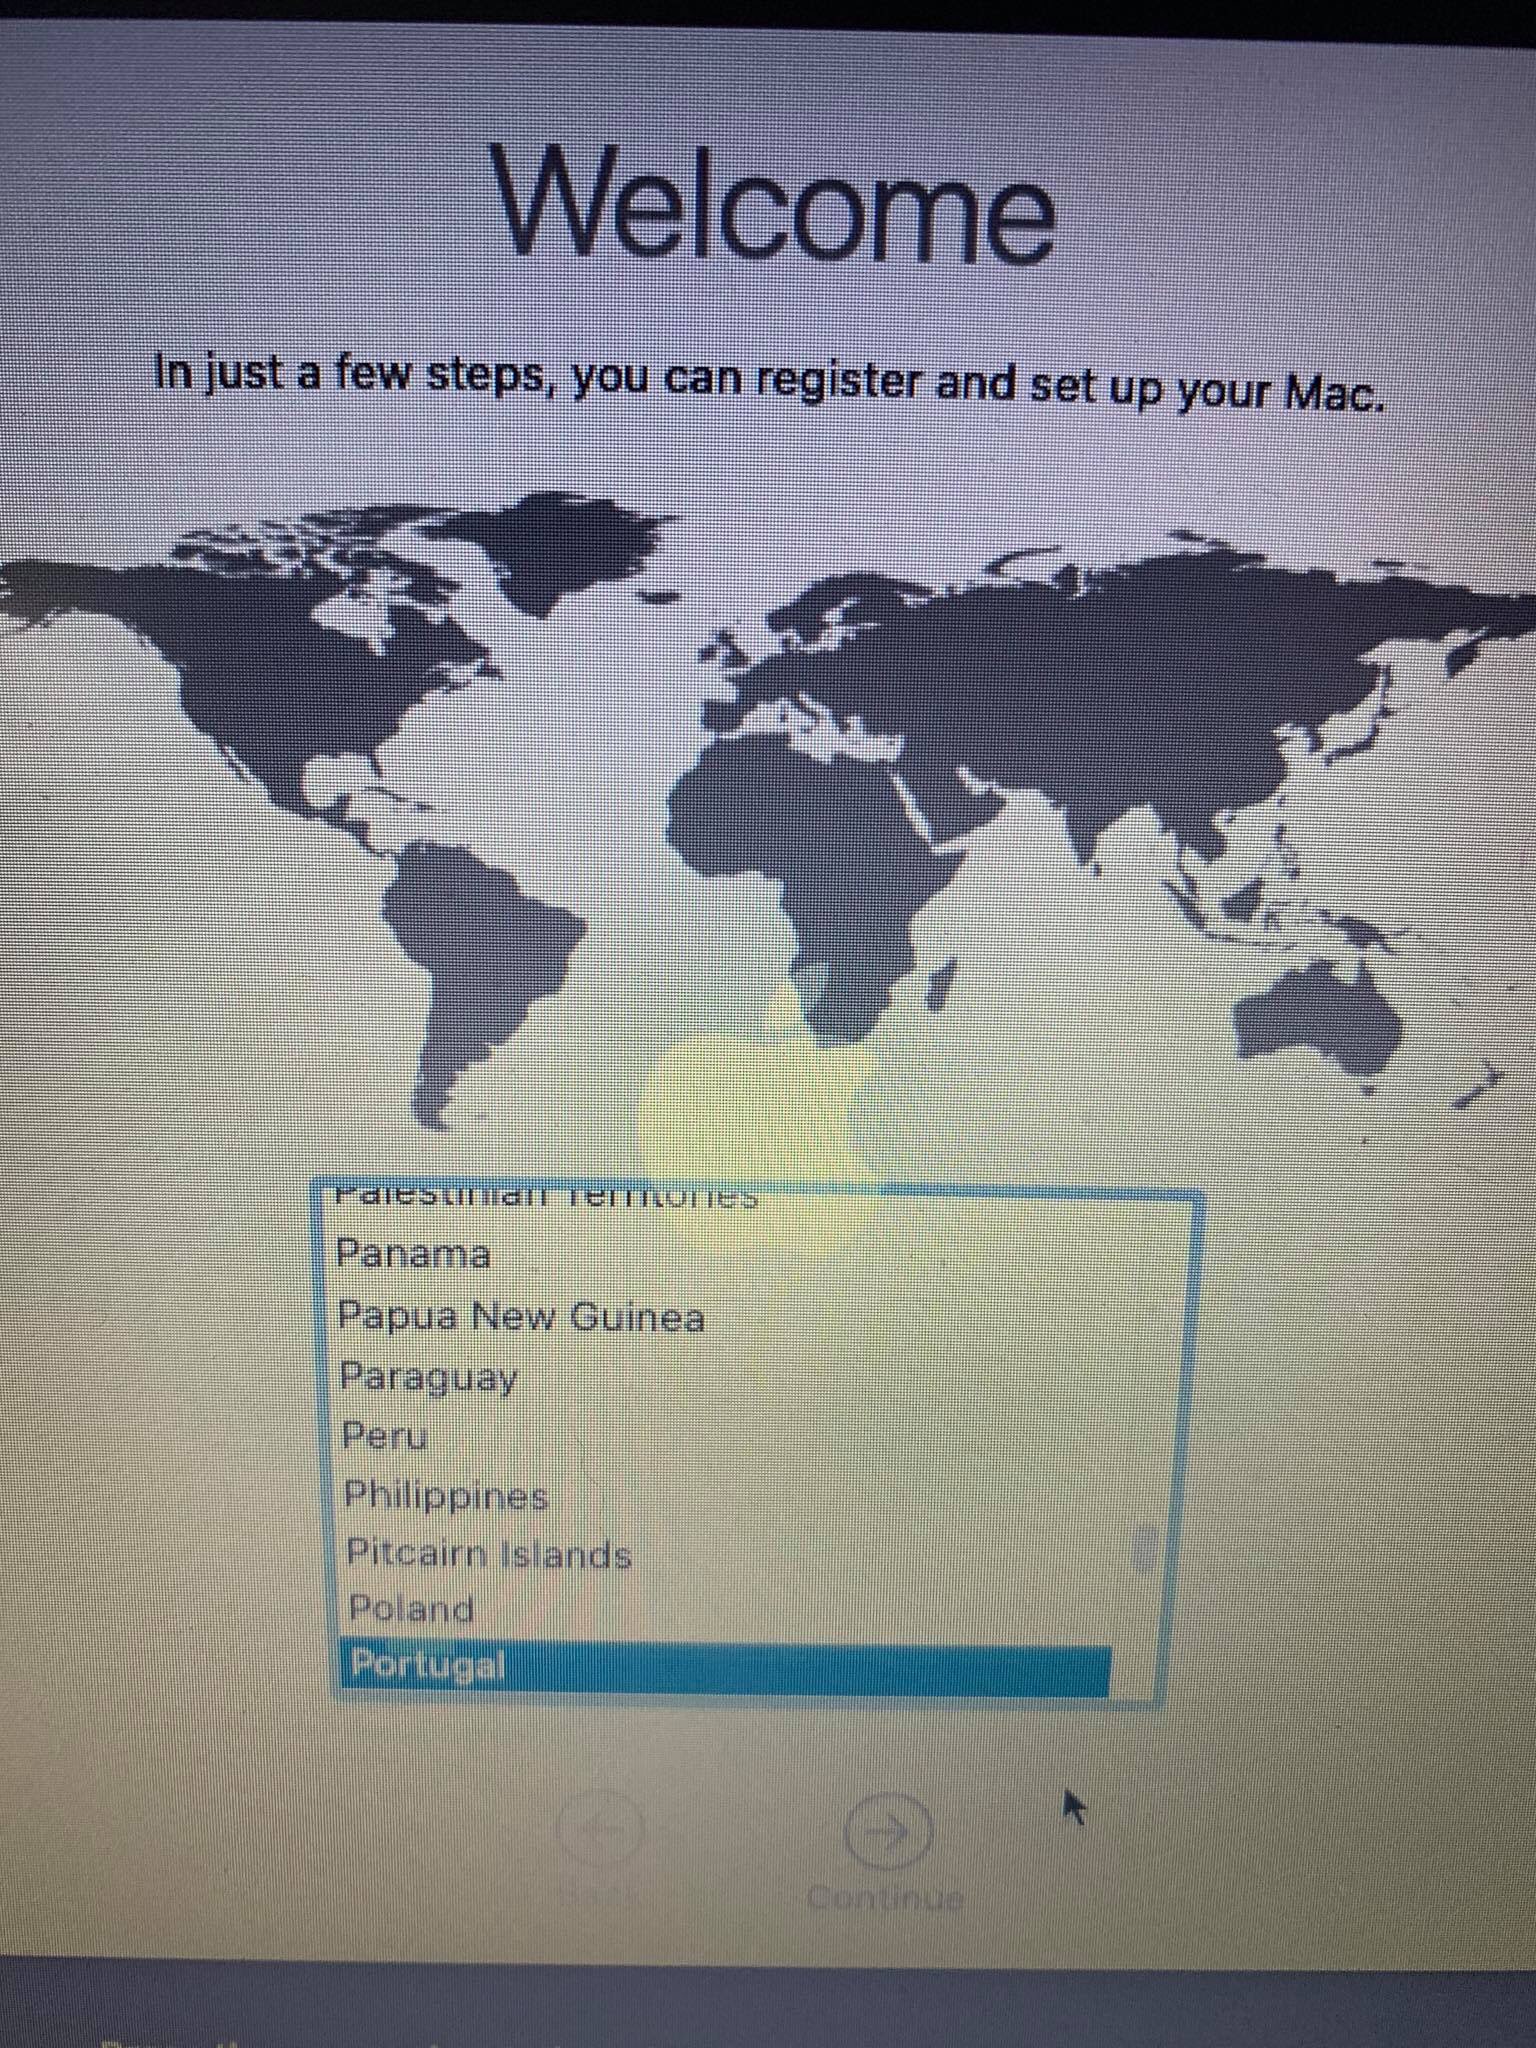 Welcome
In just a few steps, you can register and set up your Mac.
Palestinian Territories
Panama
Papua New Guinea
Paraguay
Peru
Philippines
Pitcairn Islands
Poland
Portugal
Back
Continue